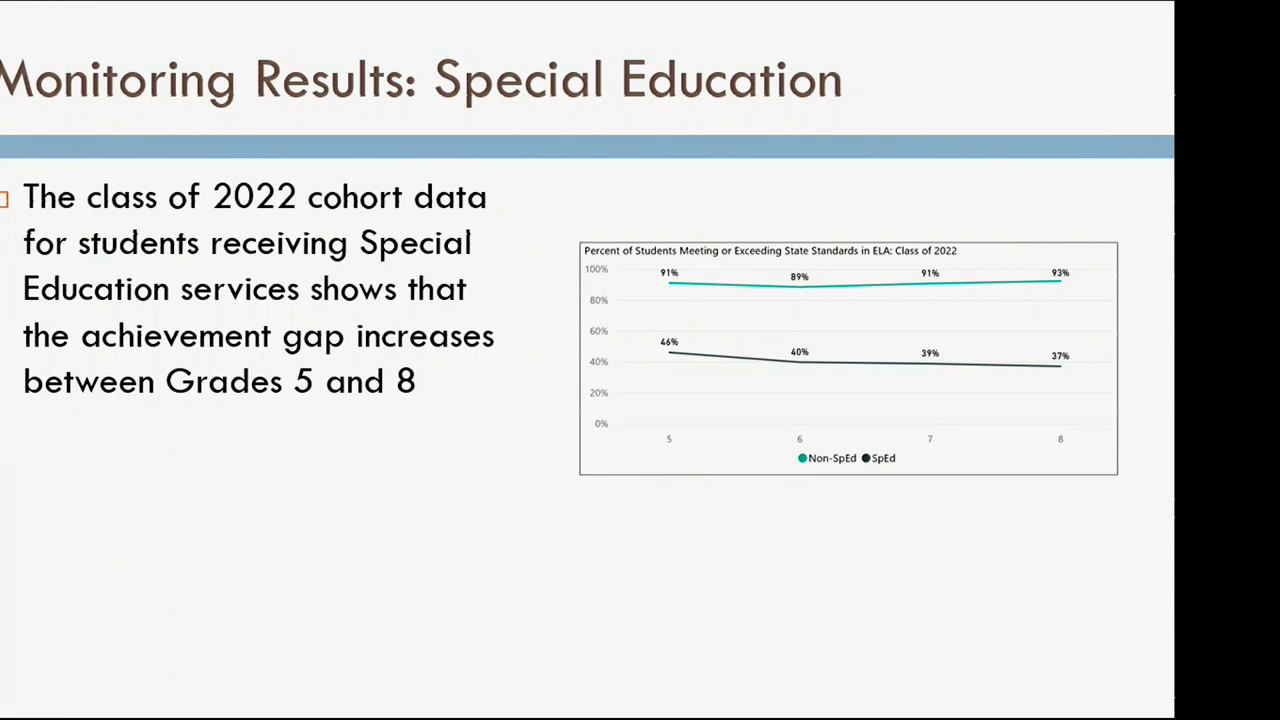 Monitoring Results: Special Education
The class of 2022 cohort data
for students receiving Special
Education services shows that
the achievement gap increases
between Grades 5 and 8
Percent of Students Meeting or Exceeding State Standards in ELA: Class of 2022
100%
80%
60%
40%
20%
0%
91%
89%
91%
93%
46%
40%
39%
37%
5
6
7
8
Non-SpEd SpEd